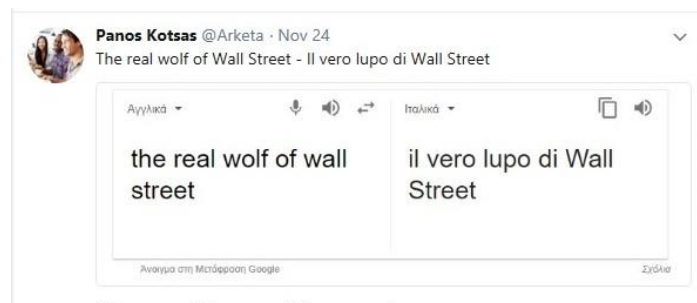 Panos Kotsas @Arketa · Nov 24
The real wolf of Wall Street - Il vero lupo di Wall Street
Αγγλικά Ιταλικά
the real wolf of wall
street
il vero lupo di Wall
Street
Άνοιγμα στη Μετάφραση Google Σχόλια